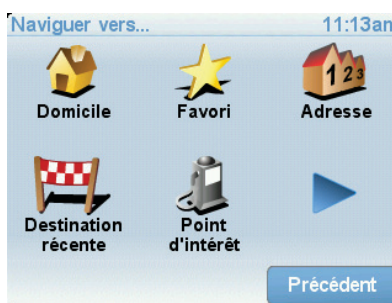 Naviguer vers... 11:13am
Domicile Favori Adresse
1 2 3
Destination récente
Point d'intérêt
Précédent